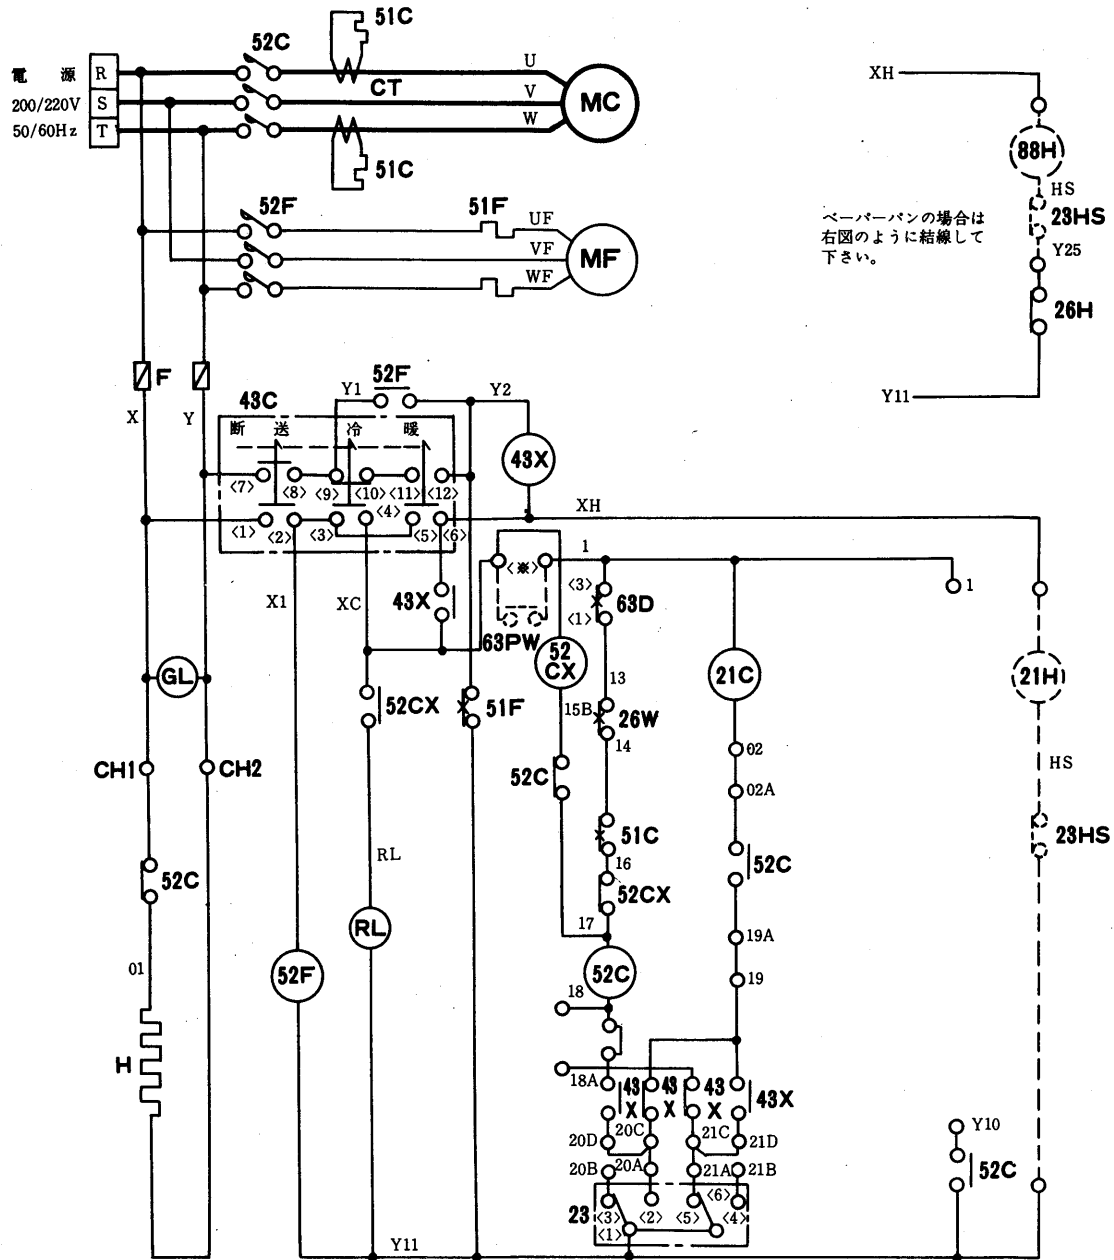 51C
52C
電源 R
U
XH
CT
V
MC
200/220V S
50/60Hz T
W
51C
88H
HS
23HS
52F
51F
UF
ペーパーパンの場合は
右図のように結線して
下さい。
VF
MF
Y25
WF
26H
F
52F
Y1
Y2
X
Y
43C
Y11
断 送 冷 暖
43X
<7> <8> <9> <10> <11> <12>
<4>
XH
<1> <2> <3> <5> <6>
1
<※>
X1
XC
43X
<3>
63D
<1>
1
63PW
52
CX
GL
21C
21H
13
52CX
51F
15B
26W
14
02
CH1
CH2
52C
HS
02A
51C
23HS
RL
16
52C
52C
52CX
17
RL
19A
01
52F
52C
19
18
H
18A
43
X
43
X
43
X
43X
20C
21C
20D
21D
Y10
20B
20A
21A
21B
52C
<6>
23
<3>
<2>
<5>
<4>
<1>
Y11